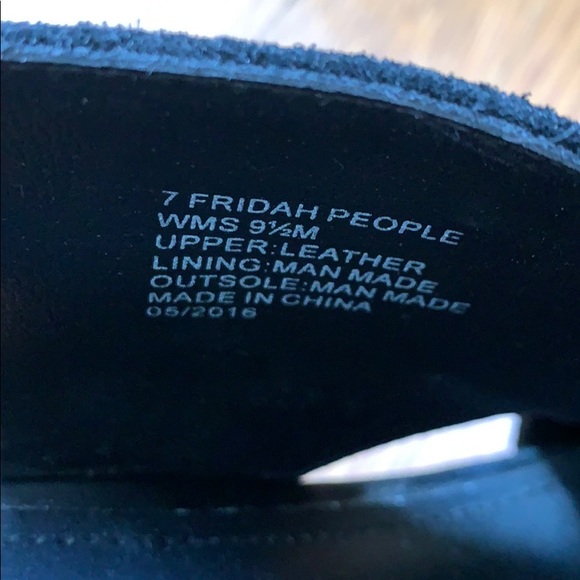 7 FRIDAH PEOPLE
WMS 9½M
UPPER:LEATHER
LINING:MAN MADE
OUTSOLE:MAN MADE
MADE IN CHINA
05/2016